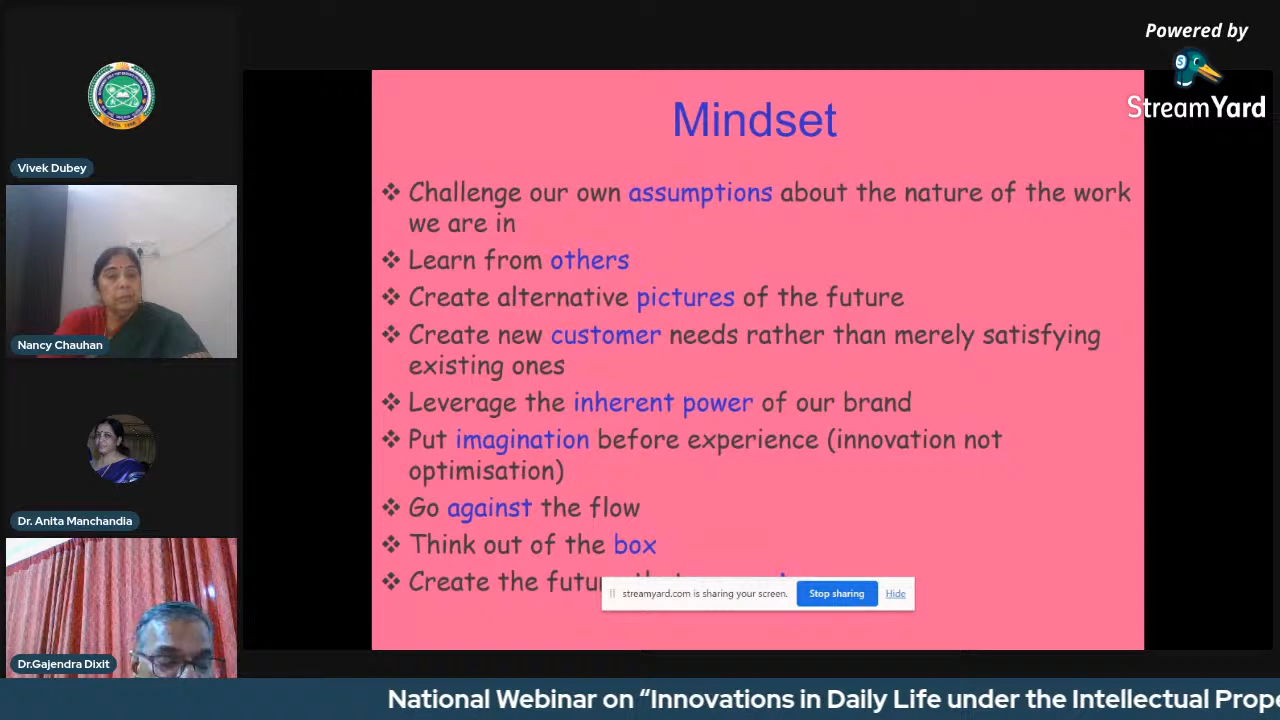 Powered by
StreamYard
Vivek Dubey
Nancy Chauhan
Dr. Anita Manchandia
Dr.Gajendra Dixit
Mindset
❖ Challenge our own assumptions about the nature of the work
we are in
❖ Learn from others
❖ Create alternative pictures of the future
❖ Create new customer needs rather than merely satisfying
existing ones
❖ Leverage the inherent power of our brand
❖ Put imagination before experience (innovation not
optimisation)
❖ Go against the flow
❖ Think out of the box
❖ Create the
streamyard.com is sharing your screen. Stop sharing Hide
National Webinar on “Innovations in Daily Life under the Intellectual